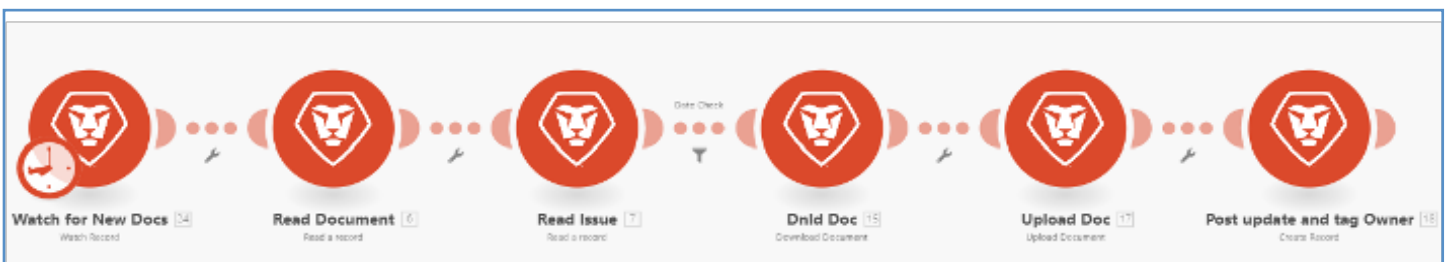 Date Check
Watch for New Docs 34
Watch Record
Read Document 6
Read a record
Read Issue 7
Read a record
Dnld Doc 15
Download Document
Upload Doc 17
Upload Document
Post update and tag Owner 18
Create Record